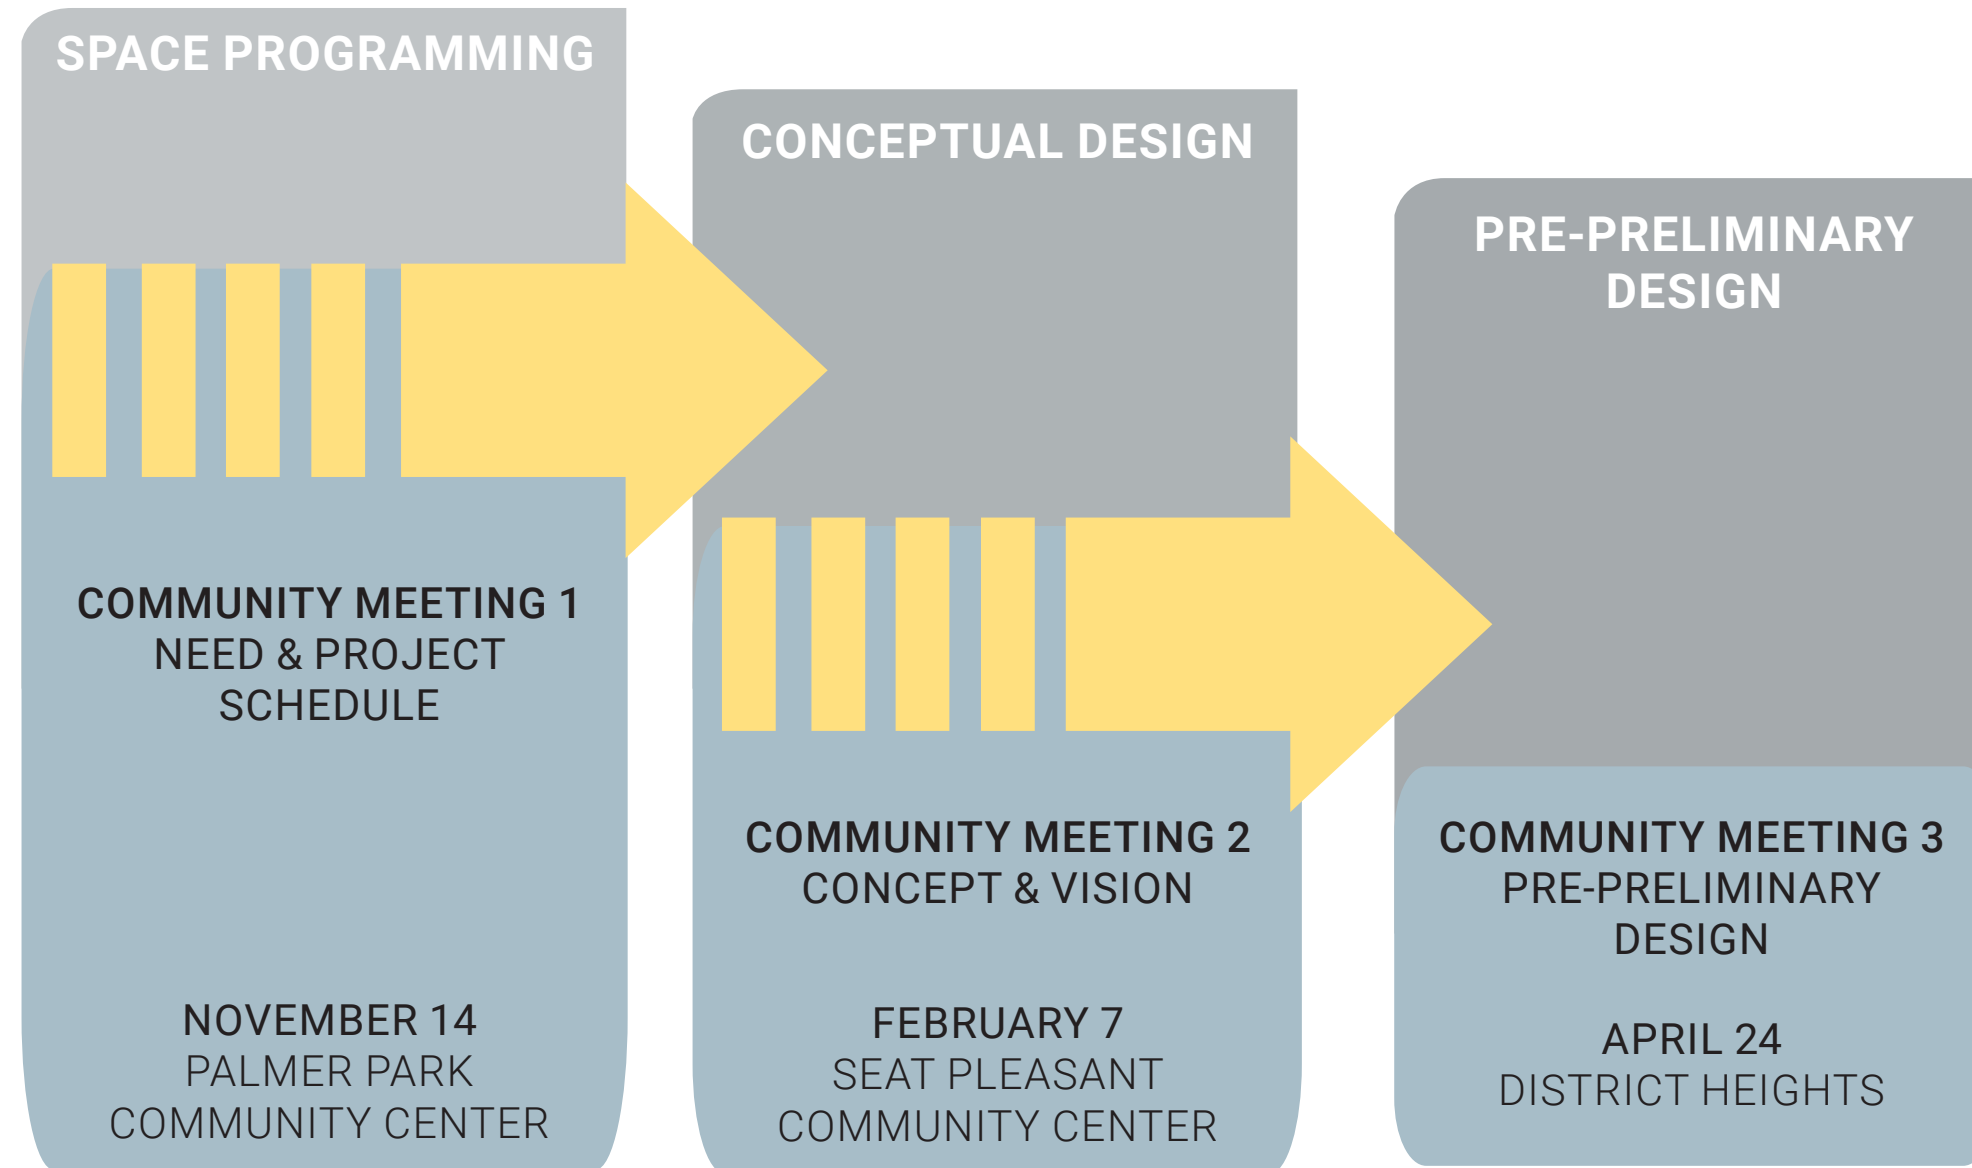 SPACE PROGRAMMING
COMMUNITY MEETING 1
NEED & PROJECT
SCHEDULE
NOVEMBER 14
PALMER PARK
COMMUNITY CENTER
CONCEPTUAL DESIGN
COMMUNITY MEETING 2
CONCEPT & VISION
FEBRUARY 7
SEAT PLEASANT
COMMUNITY CENTER
PRE-PRELIMINARY
DESIGN
COMMUNITY MEETING 3
PRE-PRELIMINARY
DESIGN
APRIL 24
DISTRICT HEIGHTS